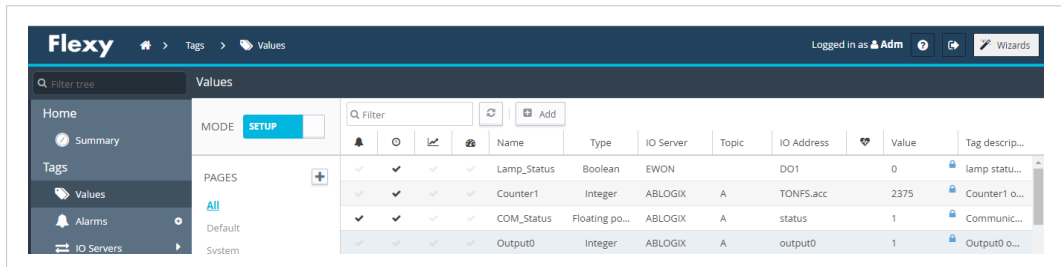 Flexy > Tags > Values Logged in as Adm ? Wizards
Filter tree Values
Home MODE SETUP Filter Add
Summary Name Type IO Server Topic IO Address Value Tag descrip...
Tags PAGES + Lamp_Status Boolean EWON DO1 0 lamp statu...
Values All Counter1 Integer ABLOGIX A TONFS.acc 2375 Counter1 o...
Alarms Default COM_Status Floating po... ABLOGIX A status 1 Communic...
IO Servers System Output0 Integer ABLOGIX A output0 1 Output0 o...